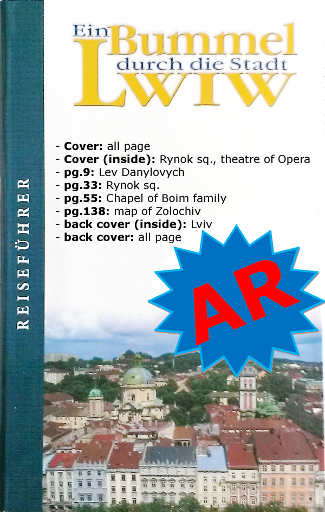 Ein Bummel
durch die Stadt
LWIW
- Cover: all page
- Cover (inside): Rynok sq., theatre of Opera
- pg.9: Lev Danylovych
- pg.33: Rynok sq.
- pg.55: Chapel of Boim family
- pg.138: map of Zolochiv
- back cover (inside): Lviv
- back cover: all page
AR
REISEFÜHRER